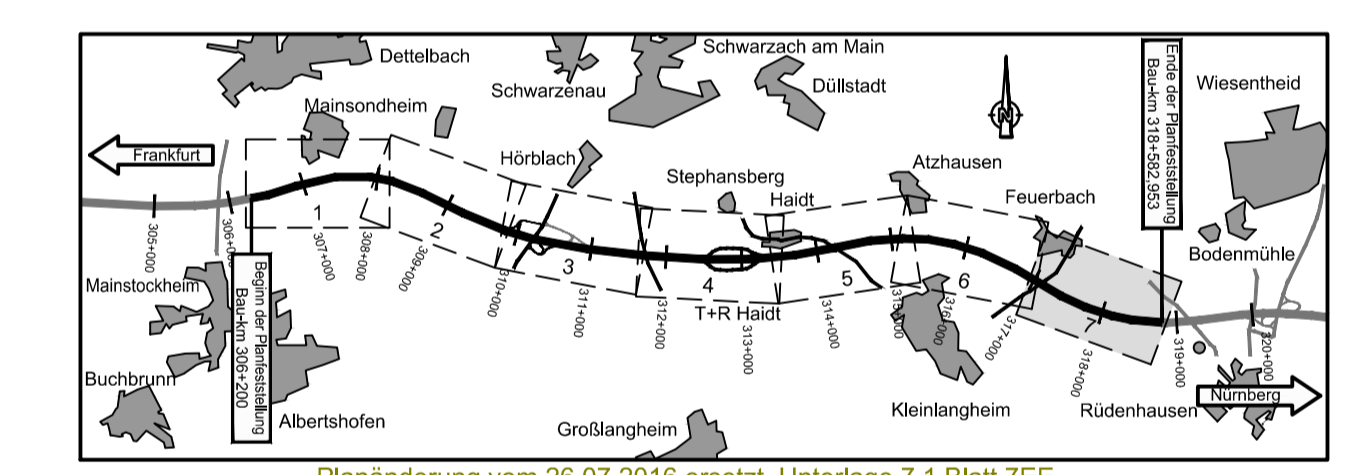 Dettelbach
Schwarzach am Main
Schwarzenau
Düllstadt
Wiesentheid
Mainsondheim
Frankfurt
Hörblach
Stephansberg
Haidt
Atzhausen
Feuerbach
Ende der Planfeststellung
Bau-km 318+582,953
Bodenmühle
1
2
3
4
5
6
7
T+R Haidt
305+000
306+000
307+000
308+000
309+000
310+000
311+000
312+000
313+000
314+000
315+000
316+000
317+000
318+000
319+000
320+000
Mainstockheim
Beginn der Planfeststellung
Bau-km 306+200
Buchbrunn
Albertshofen
Großlangheim
Kleinlangheim
Rüdenhausen
Nürnberg
N